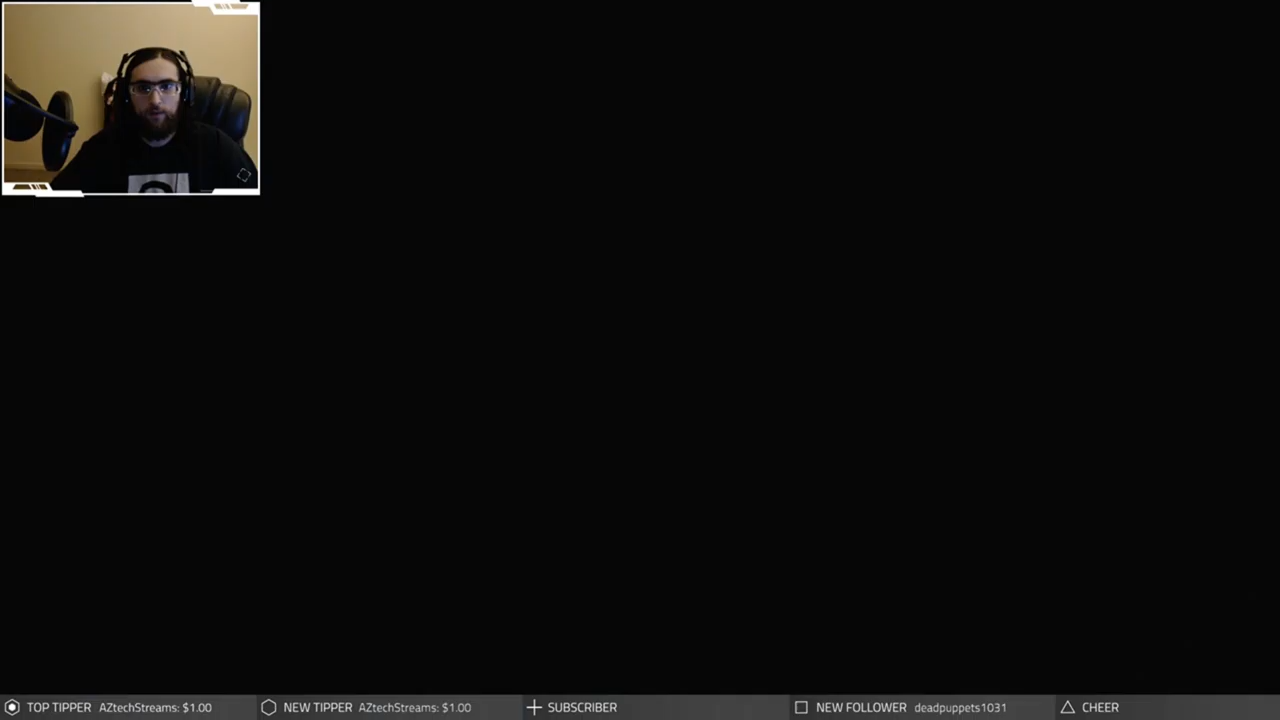 TOP TIPPER AZtechStreams: $1.00 NEW TIPPER AZtechStreams: $1.00 SUBSCRIBER NEW FOLLOWER deadpuppets1031 CHEER